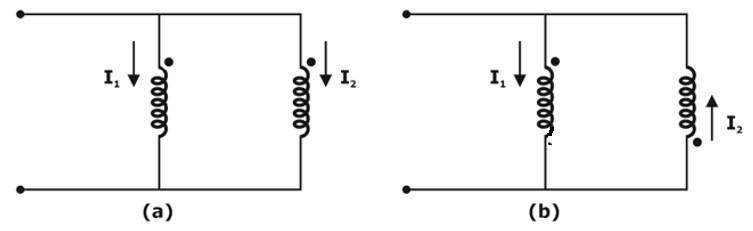 I₁ I₂ I₁ I₂
(a) (b)